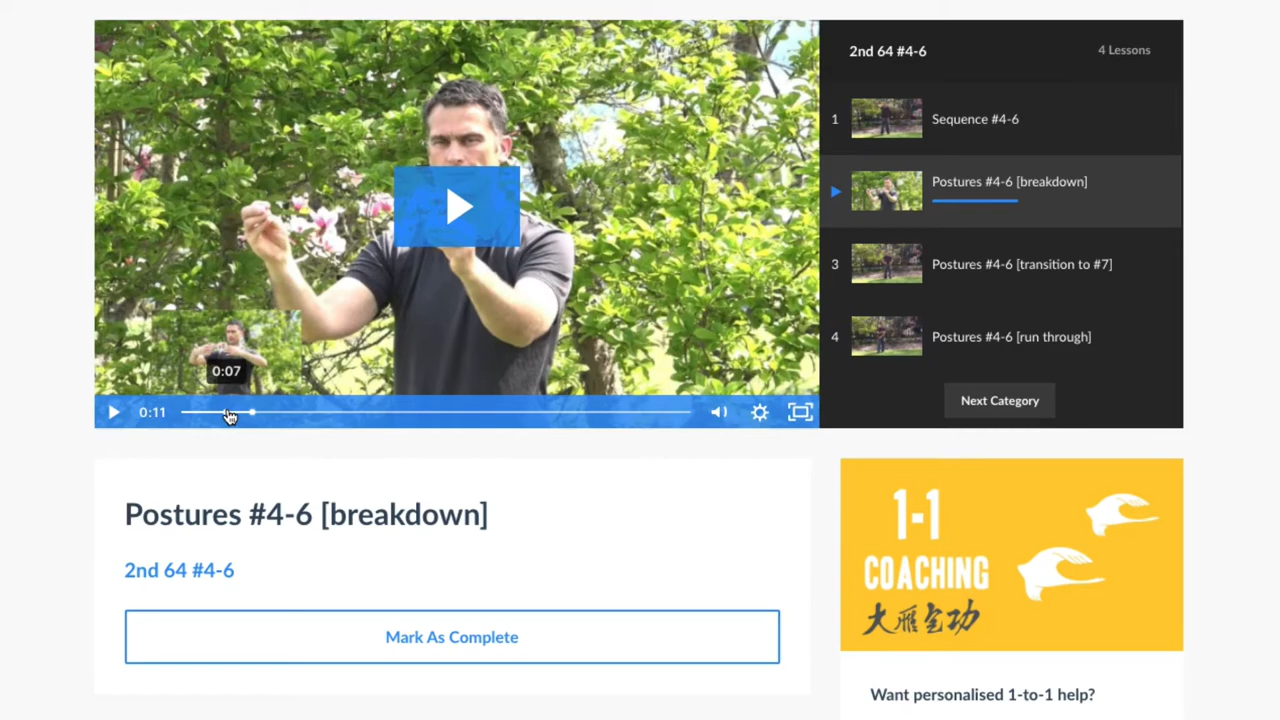 2nd 64 #4-6
4 Lessons
1
Sequence #4-6
Postures #4-6 [breakdown]
3
Postures #4-6 [transition to #7]
4
Postures #4-6 [run through]
Next Category
0:07
0:11
Postures #4-6 [breakdown]
2nd 64 #4-6
Mark As Complete
1-1
COACHING
大雁气功
Want personalised 1-to-1 help?